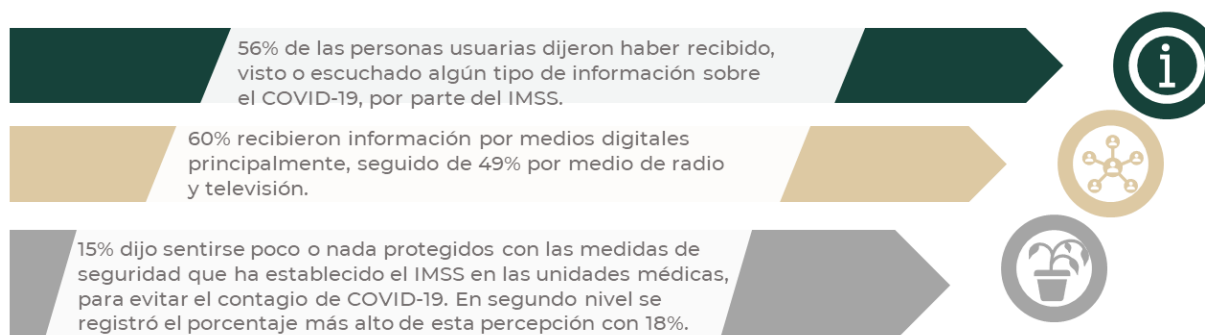 56% de las personas usuarias dijeron haber recibido,
visto o escuchado algún tipo de información sobre
el COVID-19, por parte del IMSS.
60% recibieron información por medios digitales
principalmente, seguido de 49% por medio de radio
y televisión.
15% dijo sentirse poco o nada protegidos con las medidas de
seguridad que ha establecido el IMSS en las unidades médicas,
para evitar el contagio de COVID-19. En segundo nivel se
registró el porcentaje más alto de esta percepción con 18%.